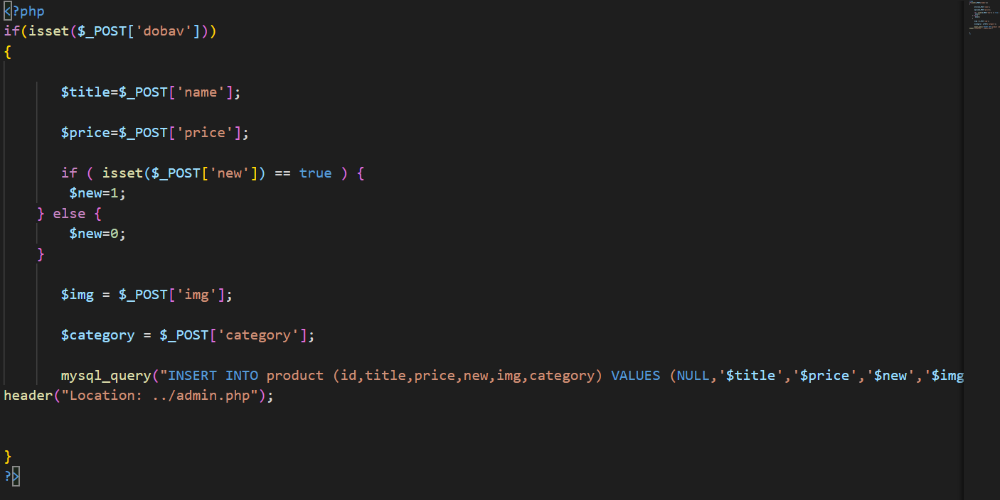 <?php
if(isset($_POST['dobav']))
{
$title=$_POST['name'];
$price=$_POST['price'];
if ( isset($_POST['new']) == true ) {
$new=1;
} else {
$new=0;
}
$img = $_POST['img'];
$category = $_POST['category'];
mysql_query("INSERT INTO product (id,title,price,new,img,category) VALUES (NULL,'$title','$price','$new','$img
header("Location: ../admin.php");
}
?>